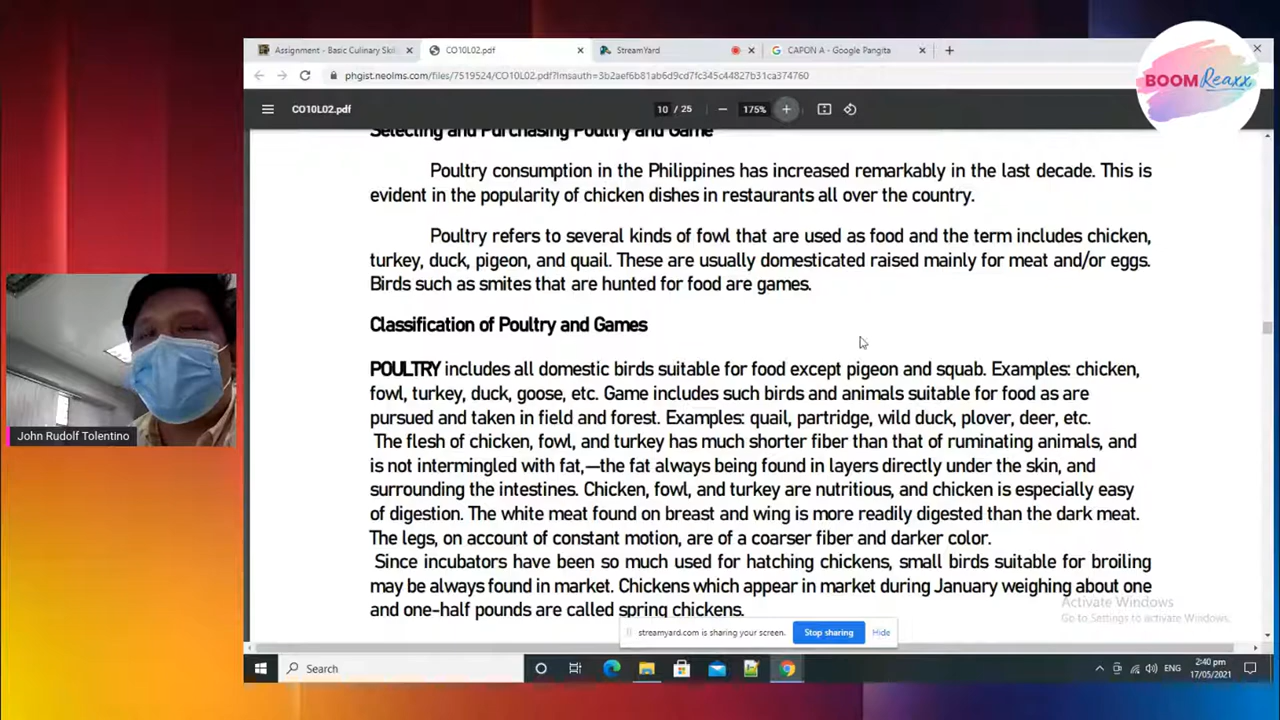 Assignment - Basic Culinary Skil
CO10L02.pdf
StreamYard
CAPON A - Google Pangita
phgist.neolms.com/files/7519524/CO10L02.pdf?lmsauth=3b2aef6b81ab6d9cd7fc345c44827b31ca374760
BOOM Reaxx
CO10L02.pdf
10 / 25
175%
Selecting and Purchasing Poultry and Game
Poultry consumption in the Philippines has increased remarkably in the last decade. This is
evident in the popularity of chicken dishes in restaurants all over the country.
Poultry refers to several kinds of fowl that are used as food and the term includes chicken,
turkey, duck, pigeon, and quail. These are usually domesticated raised mainly for meat and/or eggs.
Birds such as smites that are hunted for food are games.
Classification of Poultry and Games
POULTRY includes all domestic birds suitable for food except pigeon and squab. Examples: chicken,
fowl, turkey, duck, goose, etc. Game includes such birds and animals suitable for food as are
pursued and taken in field and forest. Examples: quail, partridge, wild duck, plover, deer, etc.
The flesh of chicken, fowl, and turkey has much shorter fiber than that of ruminating animals, and
is not intermingled with fat,—the fat always being found in layers directly under the skin, and
surrounding the intestines. Chicken, fowl, and turkey are nutritious, and chicken is especially easy
of digestion. The white meat found on breast and wing is more readily digested than the dark meat.
The legs, on account of constant motion, are of a coarser fiber and darker color.
Since incubators have been so much used for hatching chickens, small birds suitable for broiling
may be always found in market. Chickens which appear in market during January weighing about one
and one-half pounds are called spring chickens.
John Rudolf Tolentino
Activate Windows
Go to Settings to activate Windows.
streamyard.com is sharing your screen.
Stop sharing
Hide
Search
ENG
2:40 pm
17/05/2021